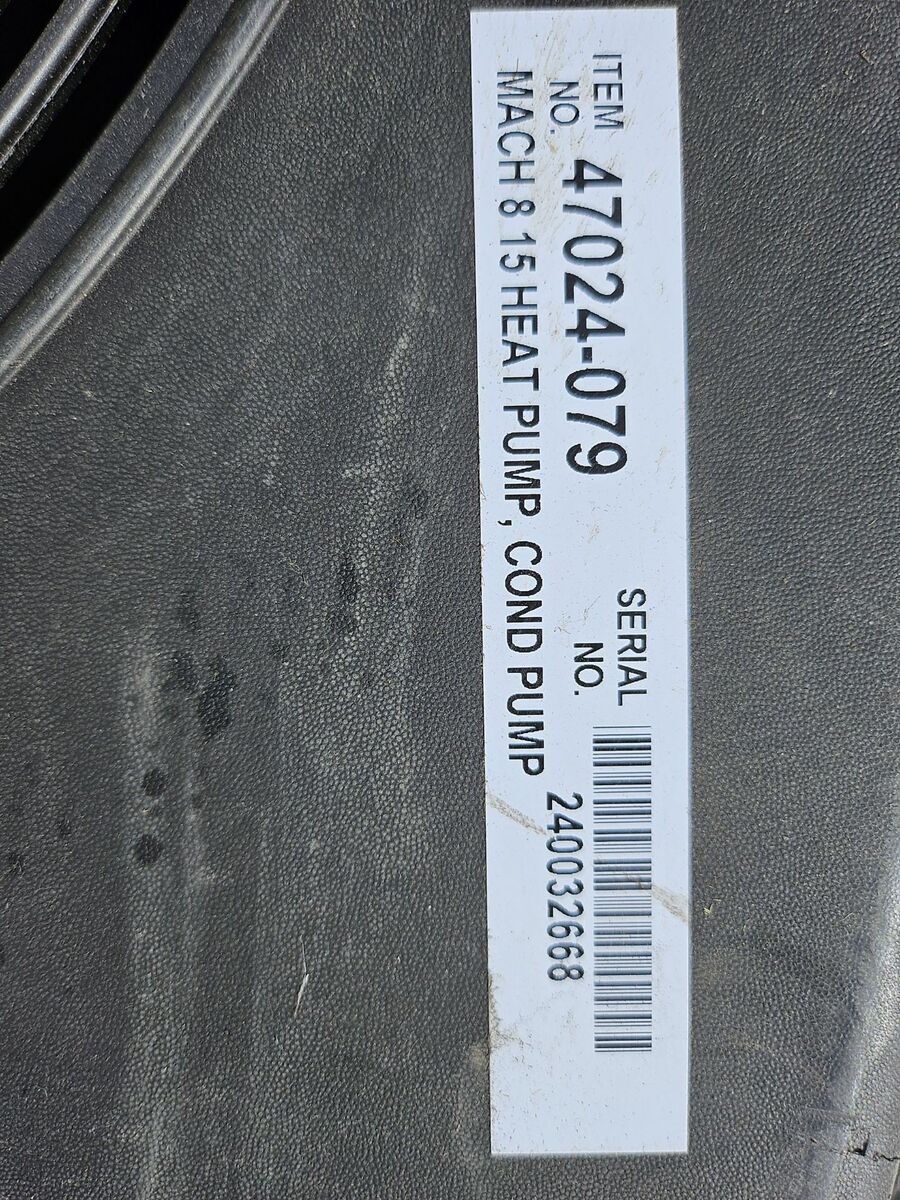 ITEM NO. 47024-079
SERIAL NO. 240032668
MACH 8 15 HEAT PUMP, COND PUMP